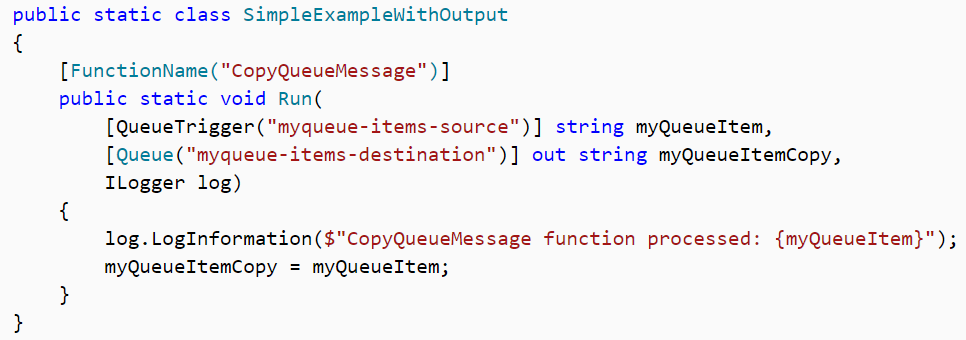 public static class SimpleExampleWithOutput
{
    [FunctionName("CopyQueueMessage")]
    public static void Run(
        [QueueTrigger("myqueue-items-source")] string myQueueItem,
        [Queue("myqueue-items-destination")] out string myQueueItemCopy,
        ILogger log)
    {
        log.LogInformation($"CopyQueueMessage function processed: {myQueueItem}");
        myQueueItemCopy = myQueueItem;
    }
}